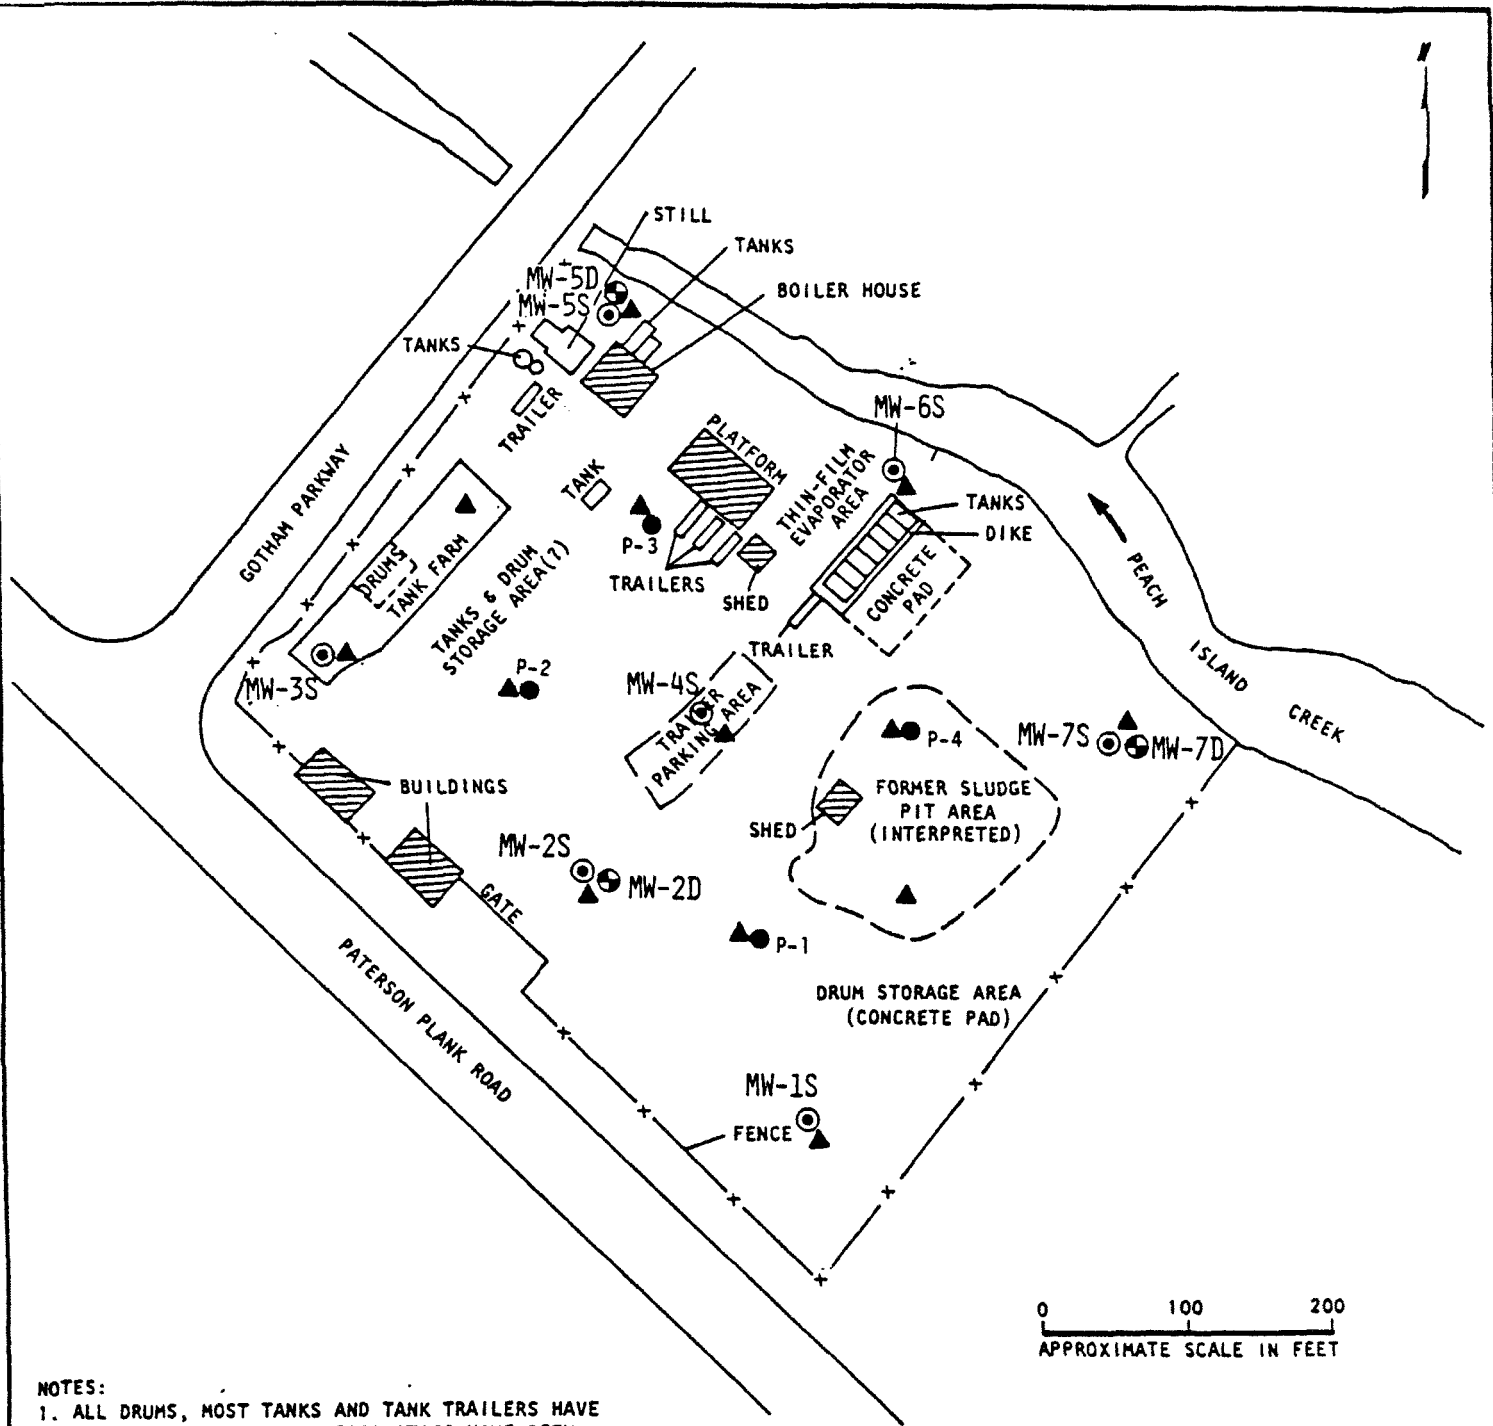 N
STILL
TANKS
MW-5D
BOILER HOUSE
MW-5S
TANKS
TRAILER
MW-6S
PLATFORM
GOTHAM PARKWAY
THIN-FILM
EVAPORATOR
AREA
TANK
TANKS
DIKE
P-3
DRUMS
TANK FARM
TANKS & DRUM
STORAGE AREA(?)
TRAILERS
SHED
CONCRETE
PAD
PEACH
ISLAND
CREEK
TRAILER
P-2
MW-3S
MW-4S
TRAILER
PARKING AREA
P-4
MW-7S
MW-7D
BUILDINGS
FORMER SLUDGE
PIT AREA
(INTERPRETED)
SHED
MW-2S
MW-2D
GATE
P-1
PATERSON PLANK ROAD
DRUM STORAGE AREA
(CONCRETE PAD)
MW-1S
FENCE
0 100 200
APPROXIMATE SCALE IN FEET
NOTES:
1. ALL DRUMS, MOST TANKS AND TANK TRAILERS HAVE